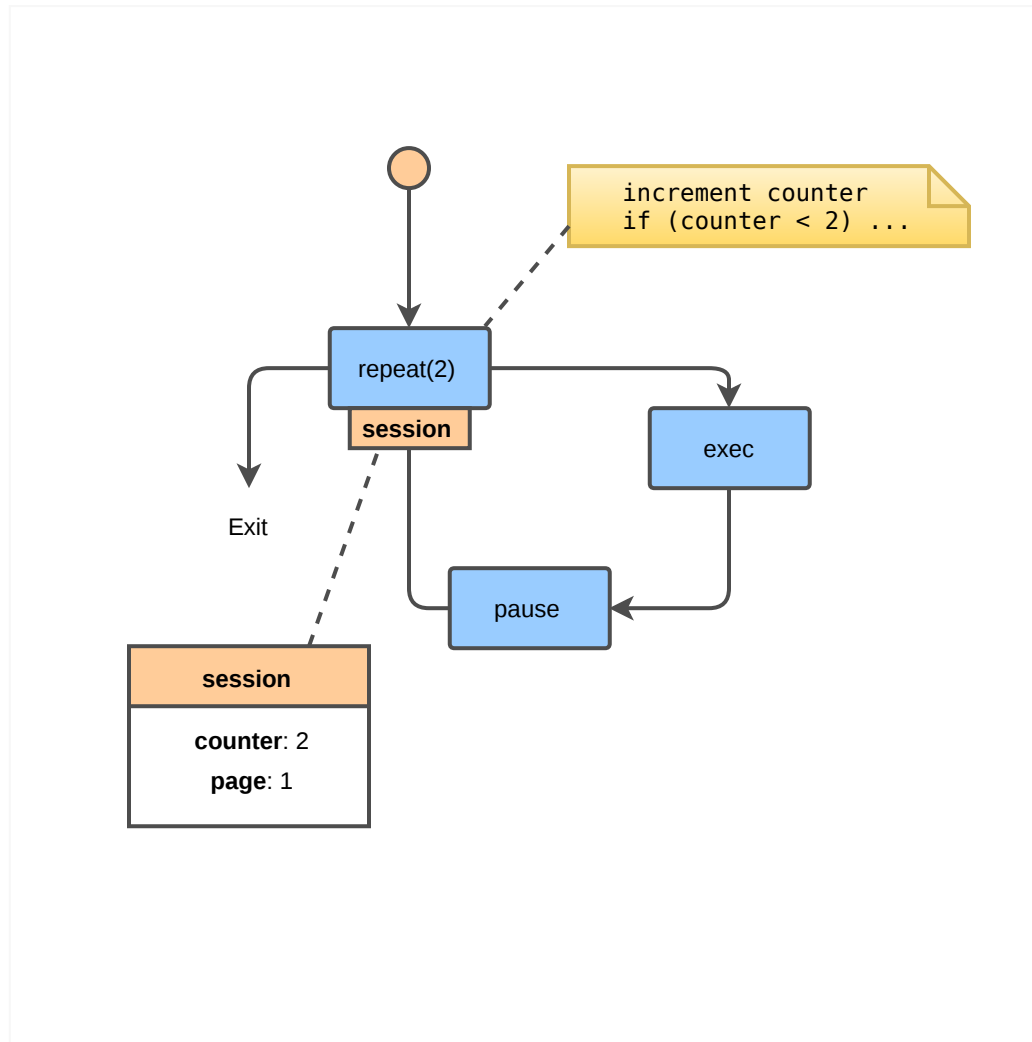 increment counter
if (counter < 2) ...
repeat(2)
session
exec
Exit
pause
session
counter: 2
page: 1